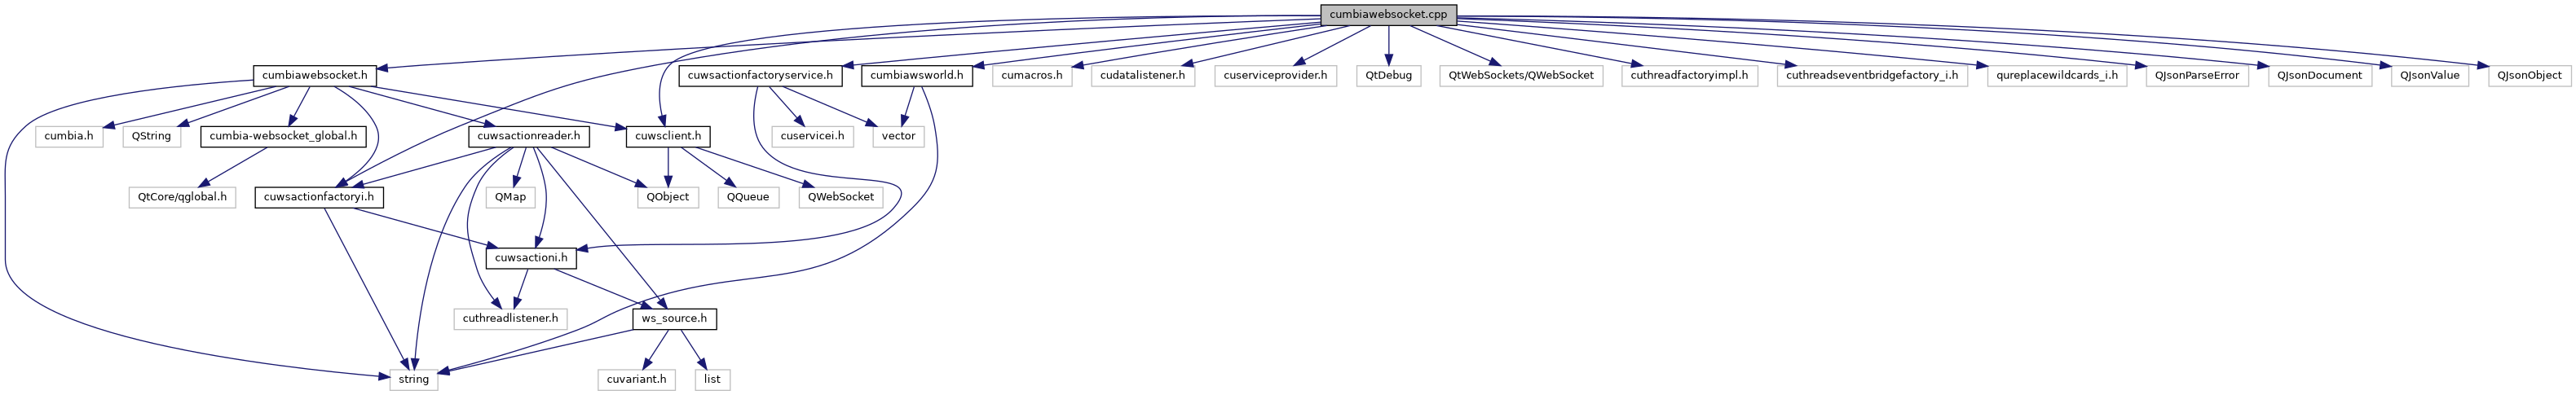 cumbiawebsocket.cpp
cumbiawebsocket.h
cuwsactionfactoryservice.h
cumbiawsworld.h
cumacros.h
cudatalistener.h
cuserviceprovider.h
QtDebug
QtWebSockets/QWebSocket
cuthreadfactoryimpl.h
cuthreadseventbridgefactory_i.h
qureplacewildcards_i.h
QJsonParseError
QJsonDocument
QJsonValue
QJsonObject
cumbia.h
QString
cumbia-websocket_global.h
cuwsactionreader.h
cuwsclient.h
cuservicei.h
vector
QtCore/qglobal.h
cuwsactionfactoryi.h
QMap
QObject
QQueue
QWebSocket
cuwsactioni.h
cuthreadlistener.h
ws_source.h
string
cuvariant.h
list